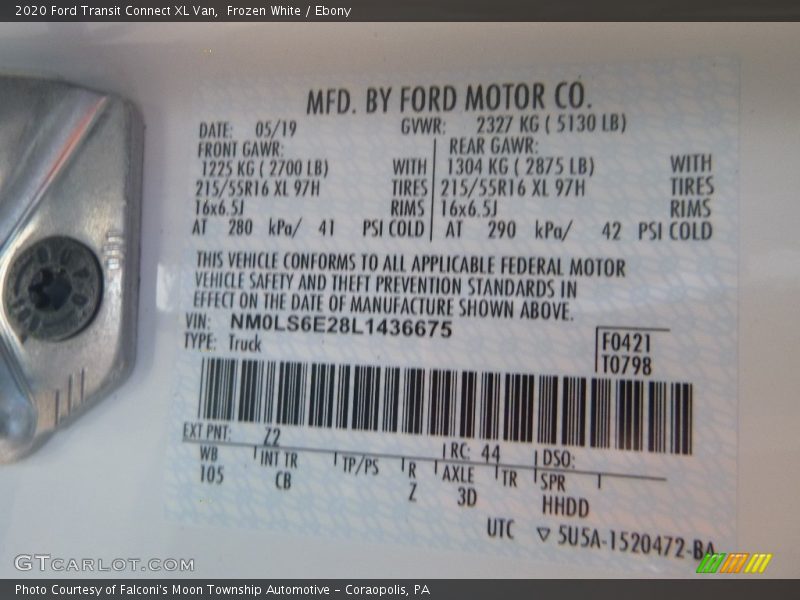 2020 Ford Transit Connect XL Van,  Frozen White / Ebony
MFD. BY FORD MOTOR CO.
DATE: 05/19 GVWR: 2327 KG ( 5130 LB)
FRONT GAWR: REAR GAWR:
1225 KG ( 2700 LB) WITH 1304 KG ( 2875 LB) WITH
215/55R16 XL 97H TIRES 215/55R16 XL 97H TIRES
16x6.5J RIMS 16x6.5J RIMS
AT 280 kPa/ 41 PSI COLD AT 290 kPa/ 42 PSI COLD
THIS VEHICLE CONFORMS TO ALL APPLICABLE FEDERAL MOTOR
VEHICLE SAFETY AND THEFT PREVENTION STANDARDS IN
EFFECT ON THE DATE OF MANUFACTURE SHOWN ABOVE.
VIN: NM0LS6E28L1436675
TYPE: Truck
F0421
T0798
EXT PNT: Z2 RC: 44 DSO:
WB INT TR TP/PS R AXLE TR SPR
105 CB Z 3D HHDD
UTC ▽ 5U5A-1520472-BA
GTCARLOT.COM
Photo Courtesy of Falconi's Moon Township Automotive - Coraopolis, PA